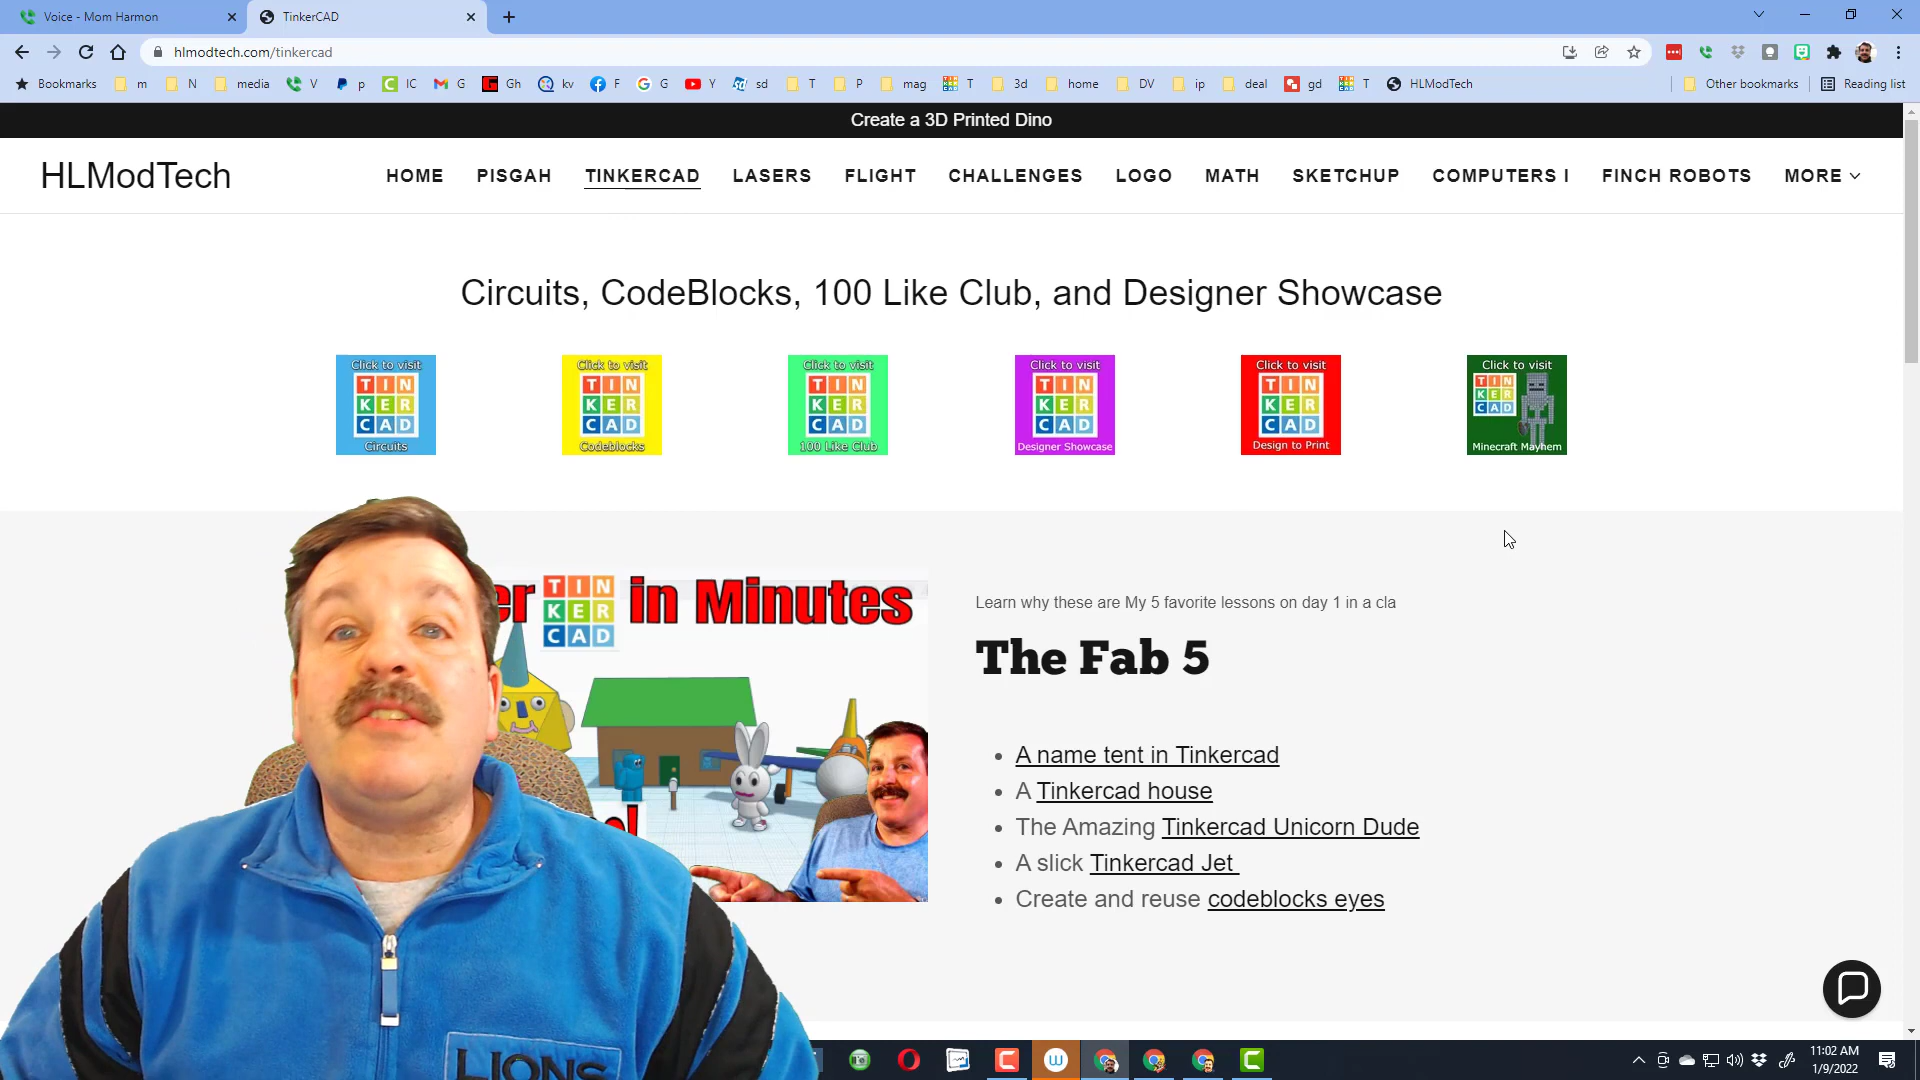 Voice - Mom Harmon
TinkerCAD
hlmodtech.com/tinkercad
Bookmarks m N media V p IC G Gh kv F G Y sd T P mag T 3d home DV ip deal gd T HLModTech Other bookmarks Reading list
Create a 3D Printed Dino
HLModTech
HOME PISGAH TINKERCAD LASERS FLIGHT CHALLENGES LOGO MATH SKETCHUP COMPUTERS I FINCH ROBOTS MORE
Circuits, CodeBlocks, 100 Like Club, and Designer Showcase
Click to visit
TIN
KER
CAD
Circuits
Click to visit
TIN
KER
CAD
Codeblocks
Click to visit
TIN
KER
CAD
100 Like Club
Click to visit
TIN
KER
CAD
Designer Showcase
Click to visit
TIN
KER
CAD
Design to Print
Click to visit
TIN
KER
CAD
Minecraft Mayhem
er TIN KER CAD in Minutes
Learn why these are My 5 favorite lessons on day 1 in a cla
The Fab 5
A name tent in Tinkercad
A Tinkercad house
The Amazing Tinkercad Unicorn Dude
A slick Tinkercad Jet
Create and reuse codeblocks eyes
LIONS
11:02 AM
1/9/2022